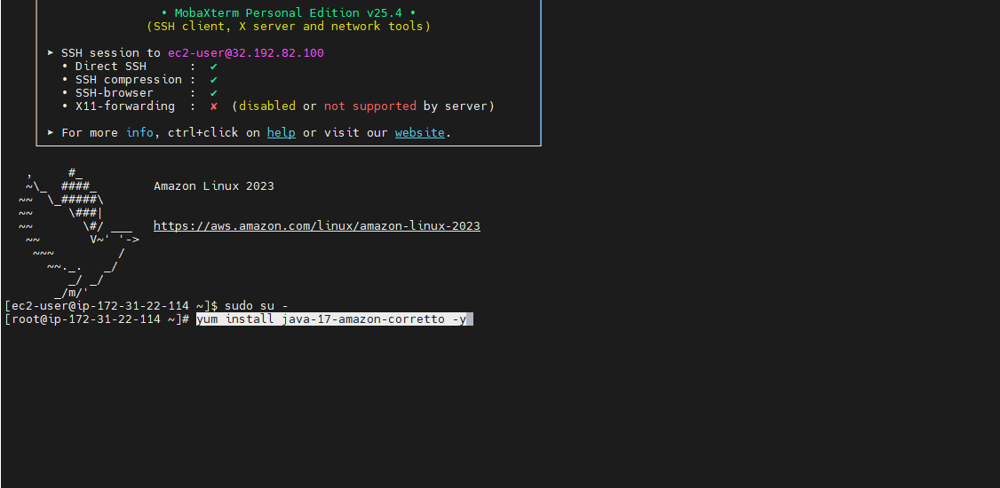 • MobaXterm Personal Edition v25.4 •
(SSH client, X server and network tools)
➤ SSH session to ec2-user@32.192.82.100
• Direct SSH      :  ✔
• SSH compression :  ✔
• SSH-browser     :  ✔
• X11-forwarding  :  ✘  (disabled or not supported by server)
➤ For more info, ctrl+click on help or visit our website.
   ,     #_
   ~\_  ####_        Amazon Linux 2023
  ~~  \_#####\
  ~~     \###|
  ~~       \#/ ___   https://aws.amazon.com/linux/amazon-linux-2023
   ~~       V~' '->
    ~~~         /
      ~~._.   _/
         _/ _/
       _/m/'
[ec2-user@ip-172-31-22-114 ~]$ sudo su -
[root@ip-172-31-22-114 ~]# yum install java-17-amazon-corretto -y